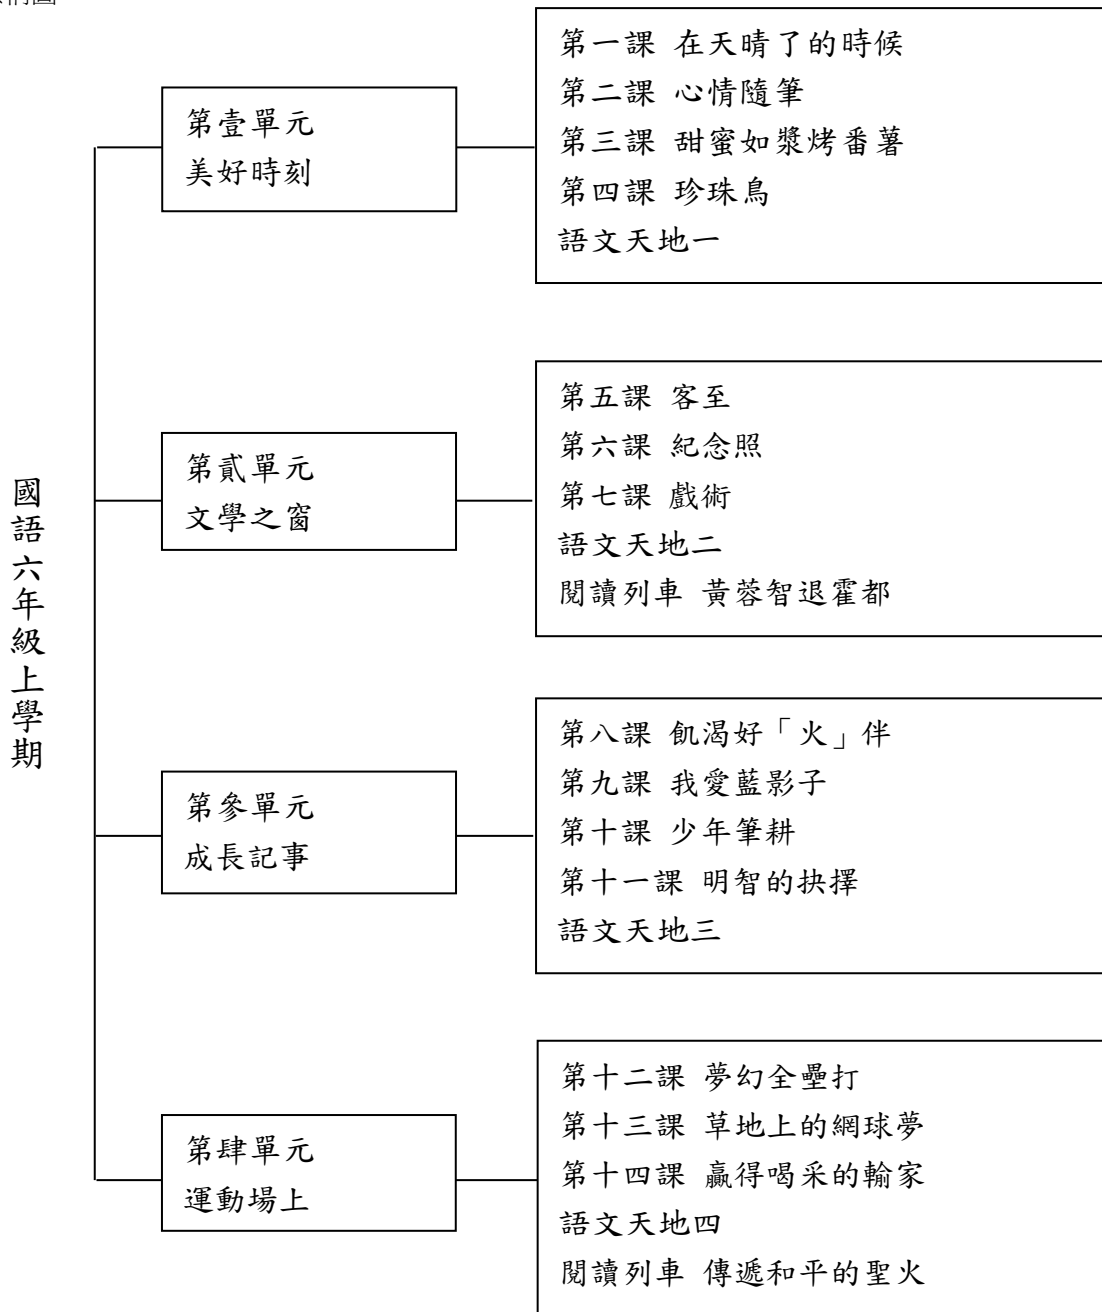 國語六年級上學期
第壹單元
美好時刻
第一課 在天晴了的時候
第二課 心情隨筆
第三課 甜蜜如漿烤番薯
第四課 珍珠鳥
語文天地一
第貳單元
文學之窗
第五課 客至
第六課 紀念照
第七課 戲術
語文天地二
閱讀列車 黃蓉智退霍都
第參單元
成長記事
第八課 飢渴好「火」伴
第九課 我愛藍影子
第十課 少年筆耕
第十一課 明智的抉擇
語文天地三
第肆單元
運動場上
第十二課 夢幻全壘打
第十三課 草地上的網球夢
第十四課 贏得喝采的輸家
語文天地四
閱讀列車 傳遞和平的聖火